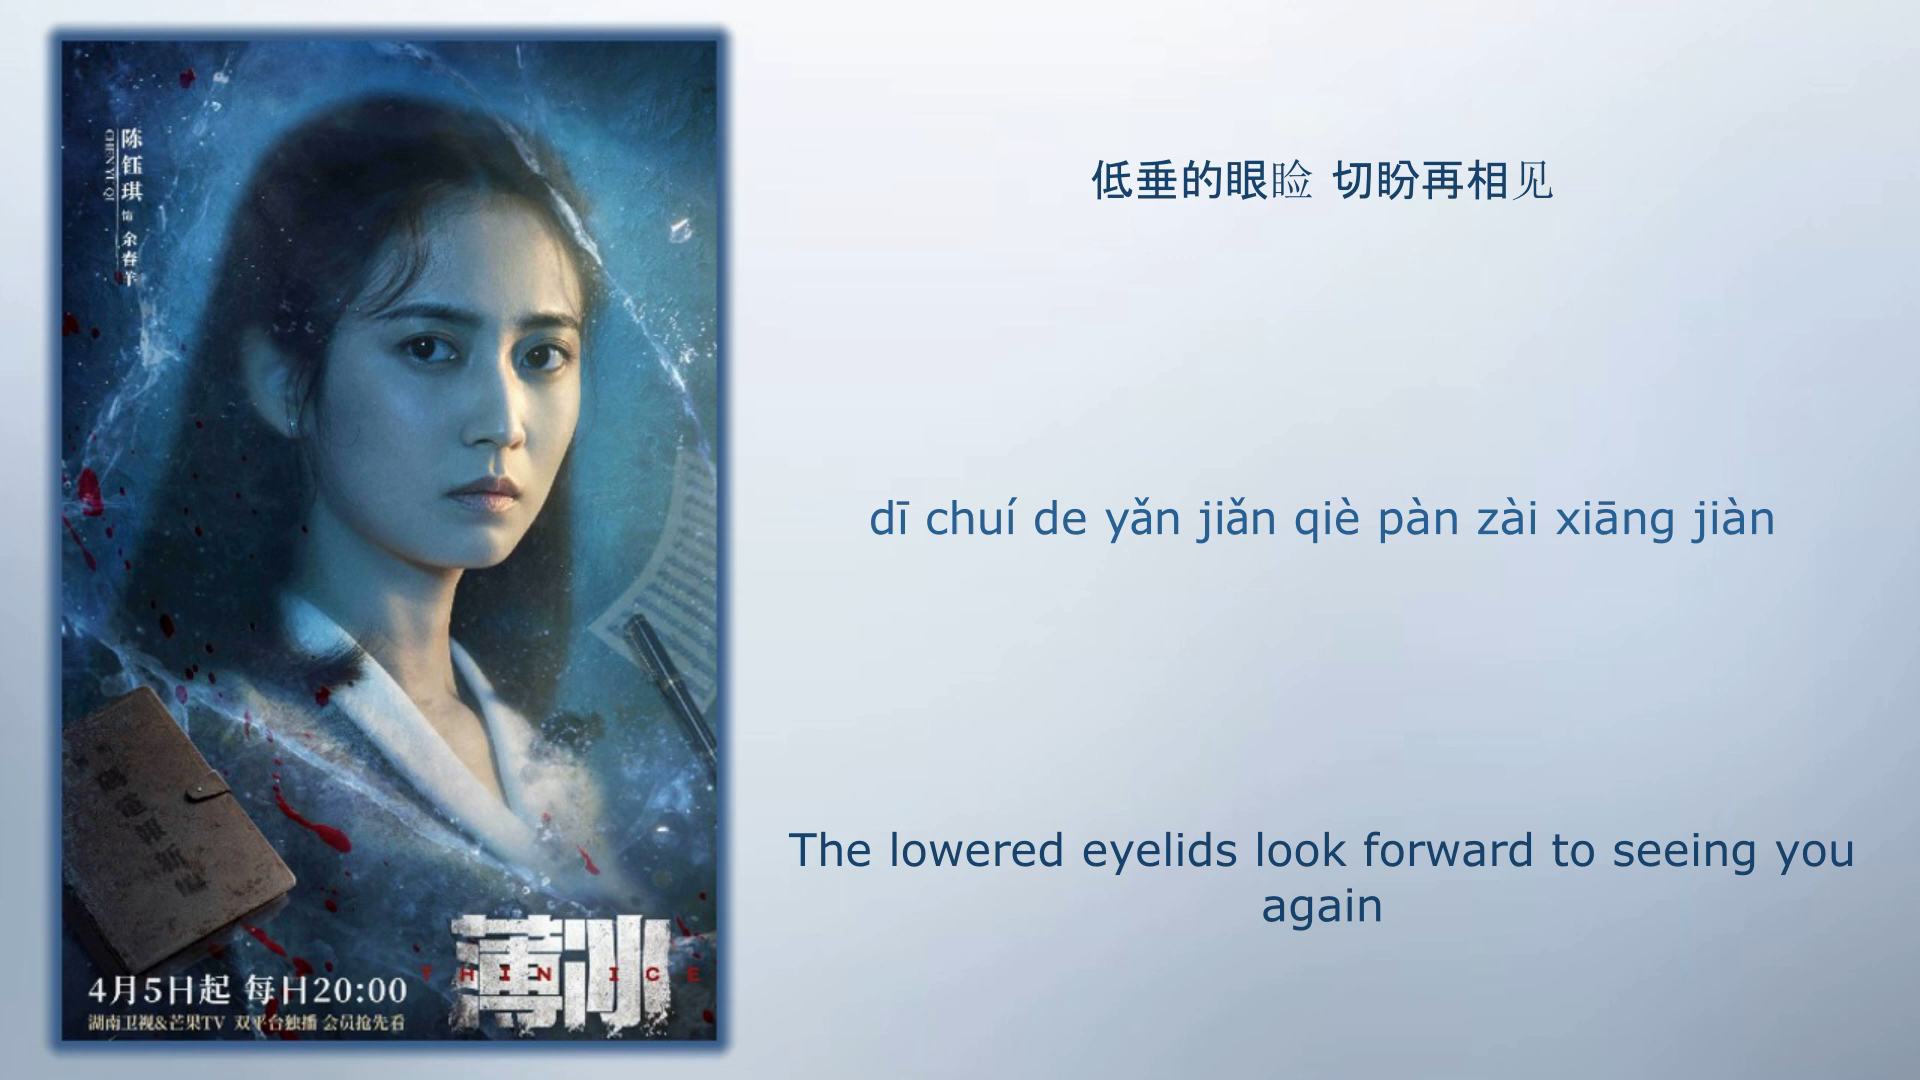 陈钰琪
CHEN YU QI
饰
余春羊
4月5日起 每日20:00
湖南卫视&芒果TV 双平台独播 会员抢先看
薄冰
THIN ICE
低垂的眼睑 切盼再相见
dī chuí de yǎn jiǎn qiè pàn zài xiāng jiàn
The lowered eyelids look forward to seeing you
again